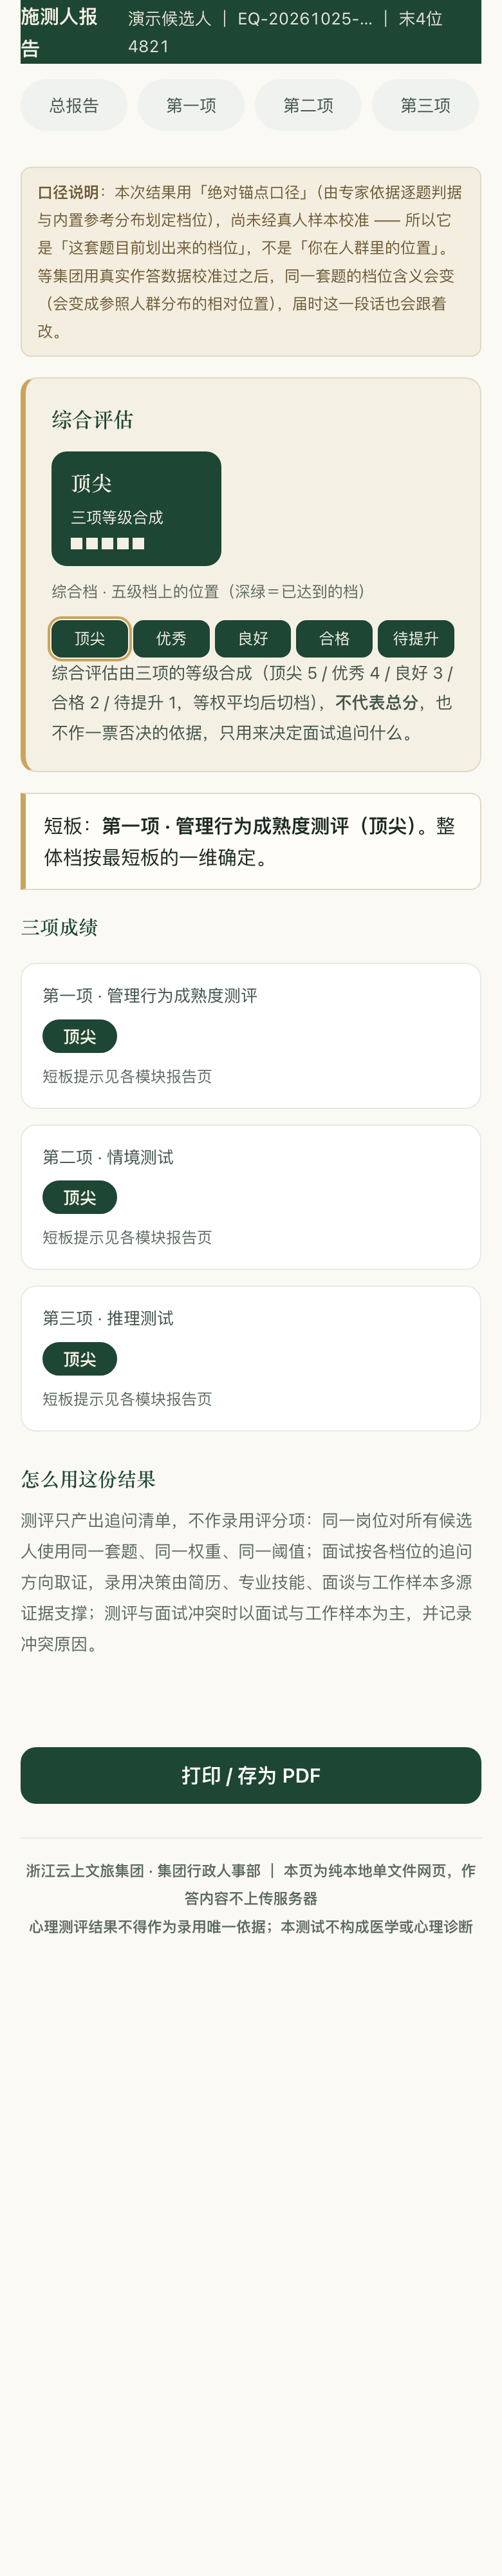 施测人报告
演示候选人 ｜ EQ-20261025-... ｜ 末4位
4821
总报告 第一项 第二项 第三项
口径说明：本次结果用「绝对锚点口径」（由专家依据逐题判据
与内置参考分布划定档位），尚未经真人样本校准 —— 所以它
是「这套题目前划出来的档位」，不是「你在人群里的位置」。
等集团用真实作答数据校准过之后，同一套题的档位含义会变
（会变成参照人群分布的相对位置），届时这一段话也会跟着
改。
综合评估
顶尖
三项等级合成
综合档 · 五级档上的位置（深绿＝已达到的档）
顶尖 优秀 良好 合格 待提升
综合评估由三项的等级合成（顶尖 5 / 优秀 4 / 良好 3 /
合格 2 / 待提升 1，等权平均后切档），不代表总分，也
不作一票否决的依据，只用来决定面试追问什么。
短板：第一项 · 管理行为成熟度测评（顶尖）。整
体档按最短板的一维确定。
三项成绩
第一项 · 管理行为成熟度测评
顶尖
短板提示见各模块报告页
第二项 · 情境测试
顶尖
短板提示见各模块报告页
第三项 · 推理测试
顶尖
短板提示见各模块报告页
怎么用这份结果
测评只产出追问清单，不作录用评分项：同一岗位对所有候选
人使用同一套题、同一权重、同一阈值；面试按各档位的追问
方向取证，录用决策由简历、专业技能、面谈与工作样本多源
证据支撑；测评与面试冲突时以面试与工作样本为主，并记录
冲突原因。
打印 / 存为 PDF
浙江云上文旅集团 · 集团行政人事部 ｜ 本页为纯本地单文件网页，作
答内容不上传服务器
心理测评结果不得作为录用唯一依据；本测试不构成医学或心理诊断